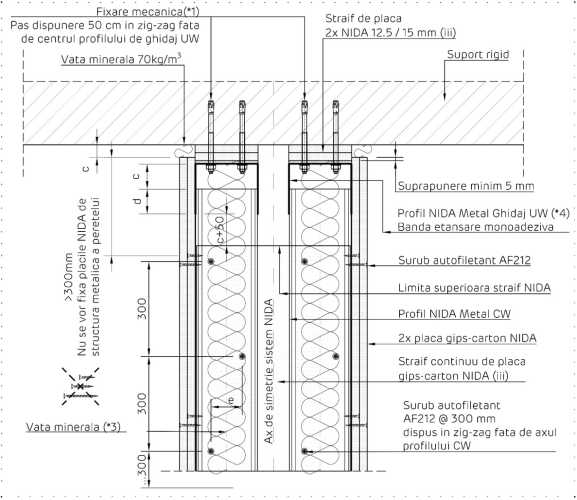 Fixare mecanica(*1)
Pas dispunere 50 cm in zig-zag fata
de centrul profilului de ghidaj UW
Vata minerala 70kg/m³
Straif de placa
2x NIDA 12.5 / 15 mm (iii)
Suport rigid
c
c
d
c+50
>300mm
Nu se vor fixa placile NIDA de
structura metalica a peretelui
Suprapunere minim 5 mm
Profil NIDA Metal Ghidaj UW (*4)
Banda etansare monoadeziva
Surub autofiletant AF212
Limita superioara straif NIDA
Profil NIDA Metal CW
2x placa gips-carton NIDA
Straif continuu de placa
gips-carton NIDA (iii)
Surub autofiletant
AF212 @ 300 mm
dispus in zig-zag fata de axul
profilului CW
Ax de simetrie sistem NIDA
300
300
...300
e
Vata minerala (*3)